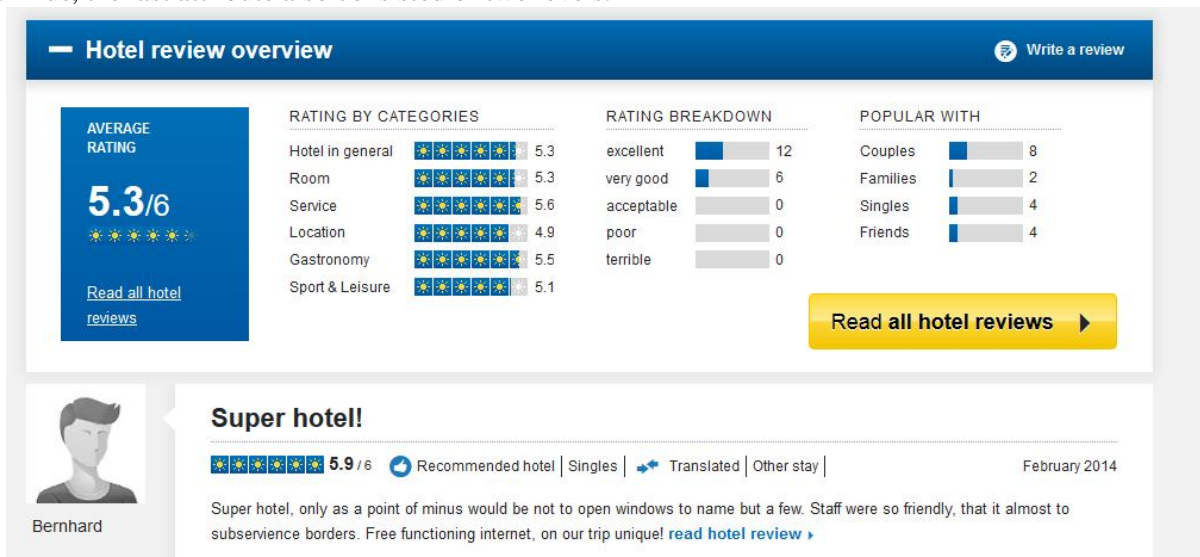 Hotel review overview
Write a review
AVERAGE
RATING
5.3/6
Read all hotel
reviews
RATING BY CATEGORIES
Hotel in general 5.3
Room 5.3
Service 5.6
Location 4.9
Gastronomy 5.5
Sport & Leisure 5.1
RATING BREAKDOWN
excellent 12
very good 6
acceptable 0
poor 0
terrible 0
POPULAR WITH
Couples 8
Families 2
Singles 4
Friends 4
Read all hotel reviews
Bernhard
Super hotel!
5.9 / 6 Recommended hotel Singles Translated Other stay February 2014
Super hotel, only as a point of minus would be not to open windows to name but a few. Staff were so friendly, that it almost to
subservience borders. Free functioning internet, on our trip unique! read hotel review